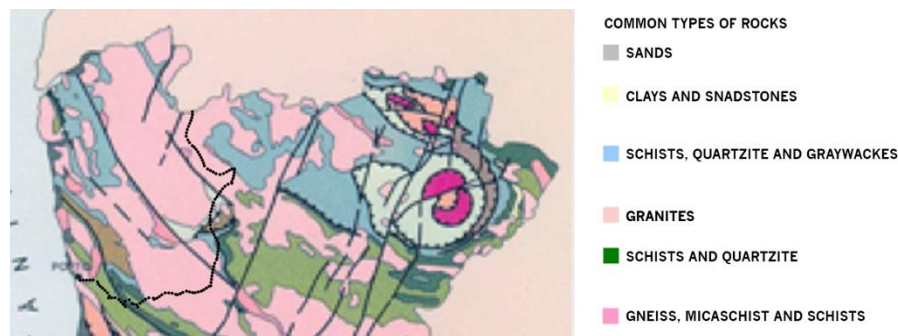 COMMON TYPES OF ROCKS
SANDS
CLAYS AND SNADSTONES
SCHISTS, QUARTZITE AND GRAYWACKES
GRANITES
SCHISTS AND QUARTZITE
GNEISS, MICASCHIST AND SCHISTS
N
A